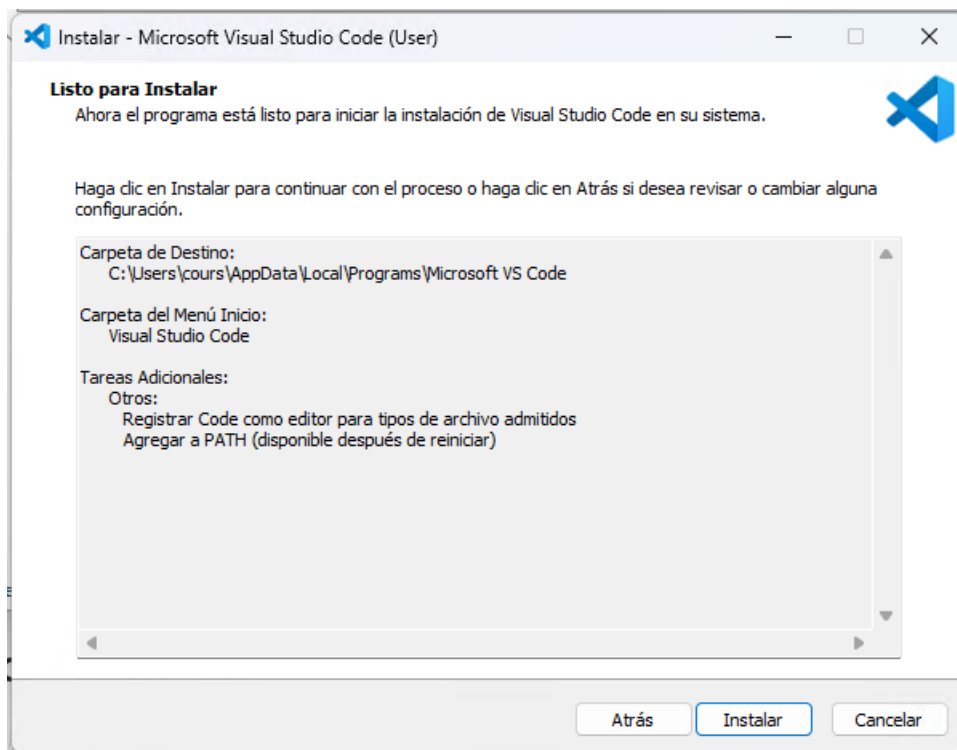 Instalar - Microsoft Visual Studio Code (User)
Listo para Instalar
Ahora el programa está listo para iniciar la instalación de Visual Studio Code en su sistema.
Haga clic en Instalar para continuar con el proceso o haga clic en Atrás si desea revisar o cambiar alguna
configuración.
Carpeta de Destino:
C:\Users\cours\AppData\Local\Programs\Microsoft VS Code
Carpeta del Menú Inicio:
Visual Studio Code
Tareas Adicionales:
Otros:
Registrar Code como editor para tipos de archivo admitidos
Agregar a PATH (disponible después de reiniciar)
Atrás Instalar Cancelar